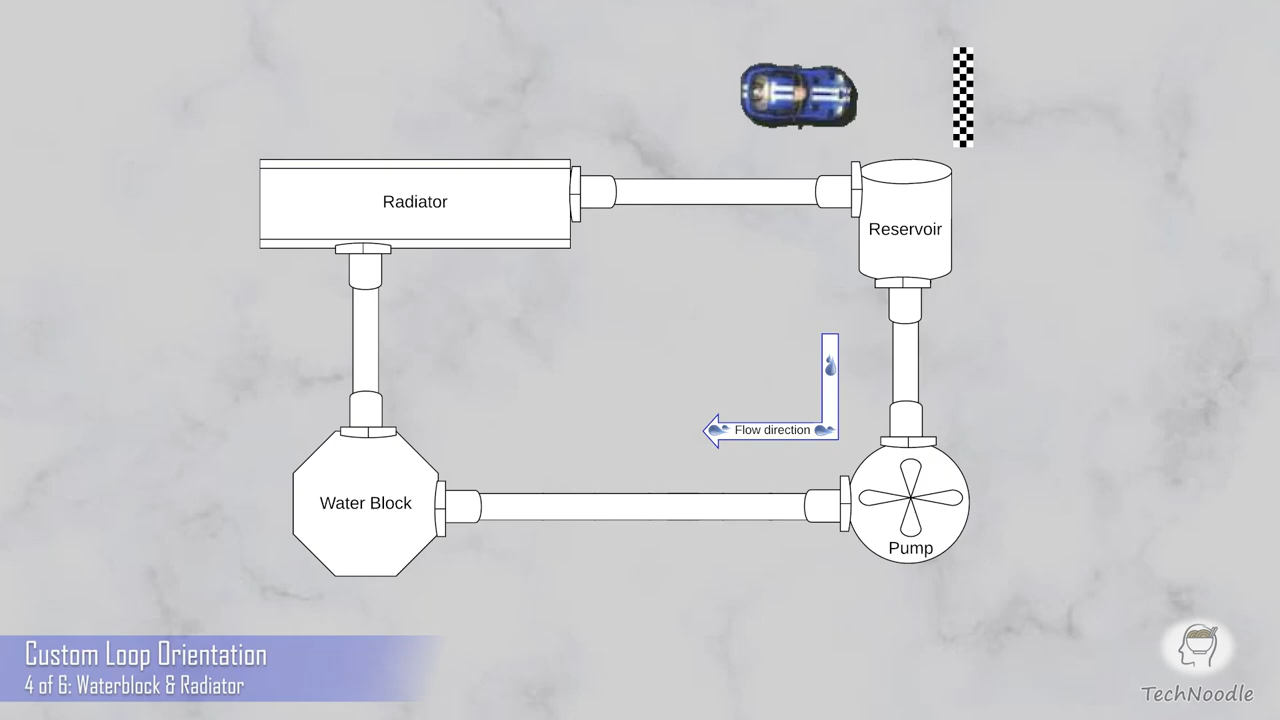 Radiator
Reservoir
Flow direction
Water Block
Pump
Custom Loop Orientation
4 of 6: Waterblock & Radiator
TechNoodle